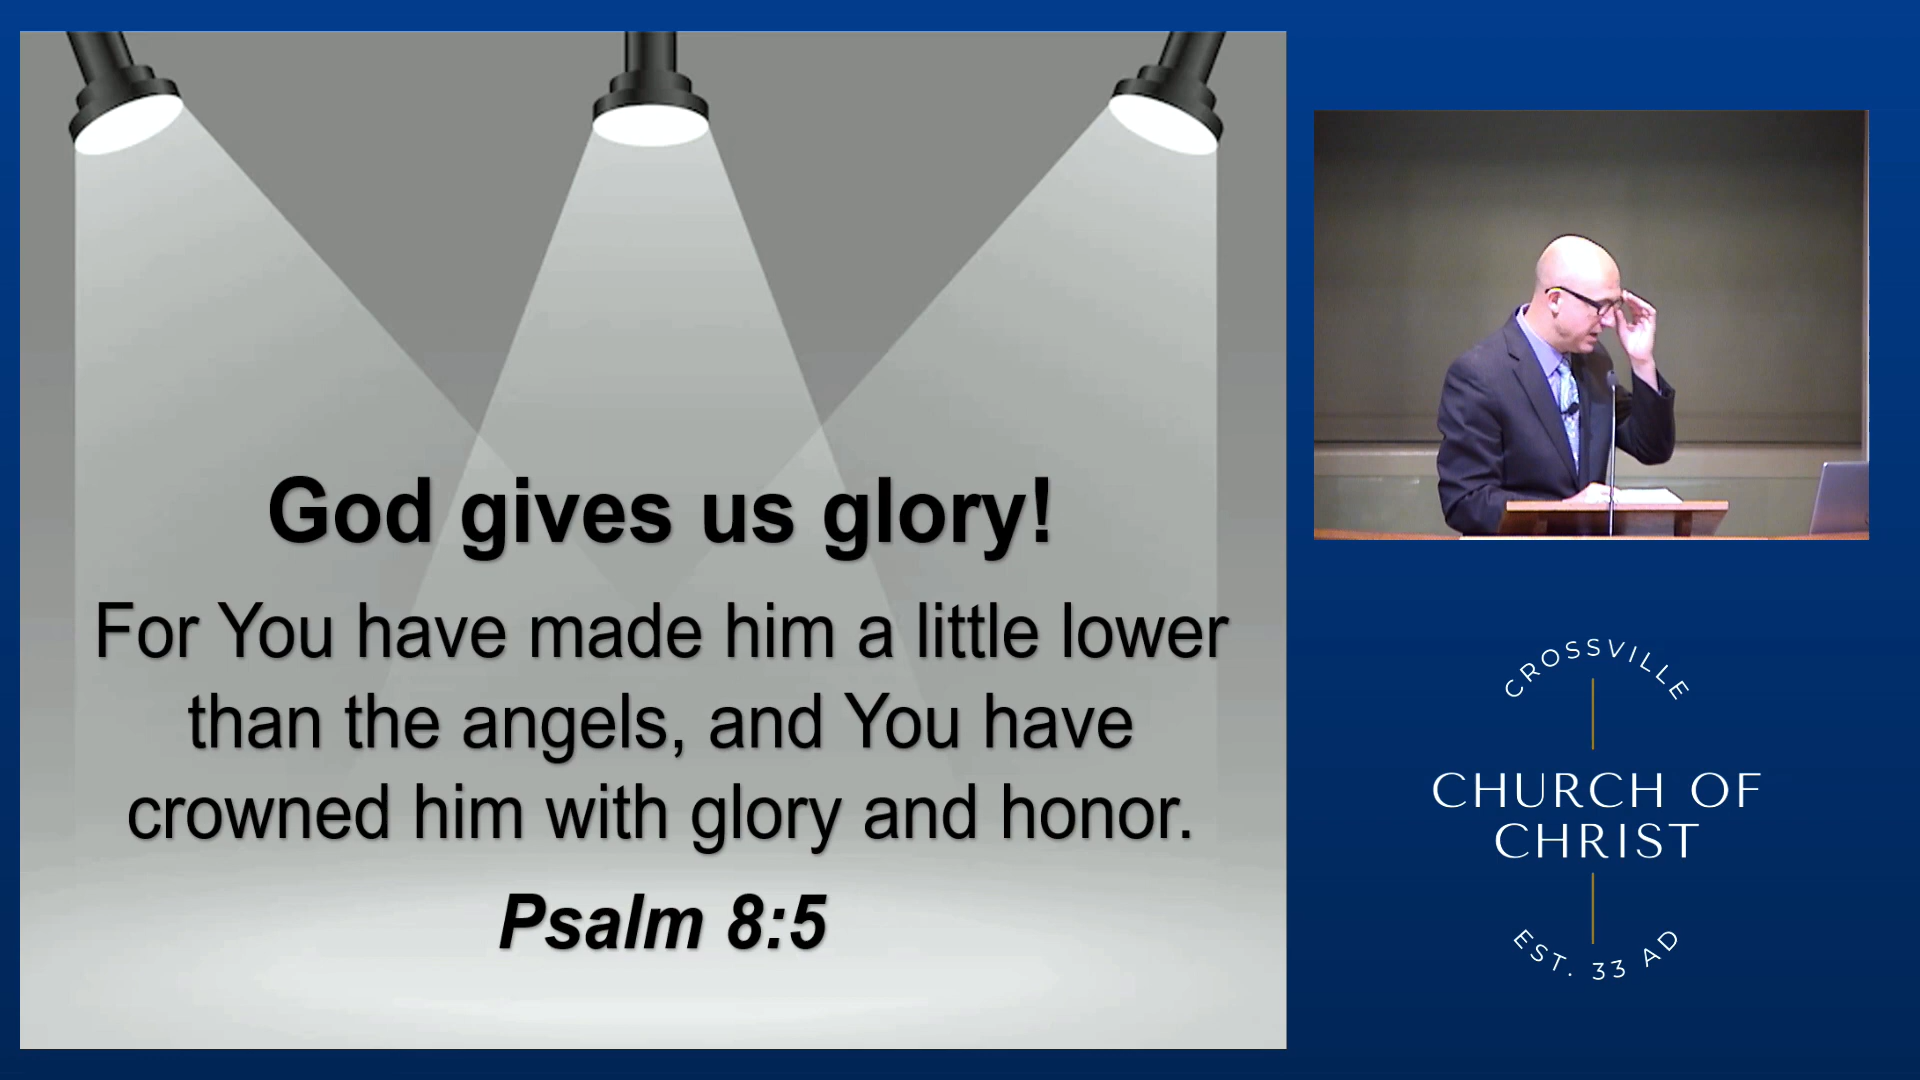 God gives us glory!
For You have made him a little lower
than the angels, and You have
crowned him with glory and honor.
Psalm 8:5
CROSSVILLE
CHURCH OF
CHRIST
EST. 33 AD